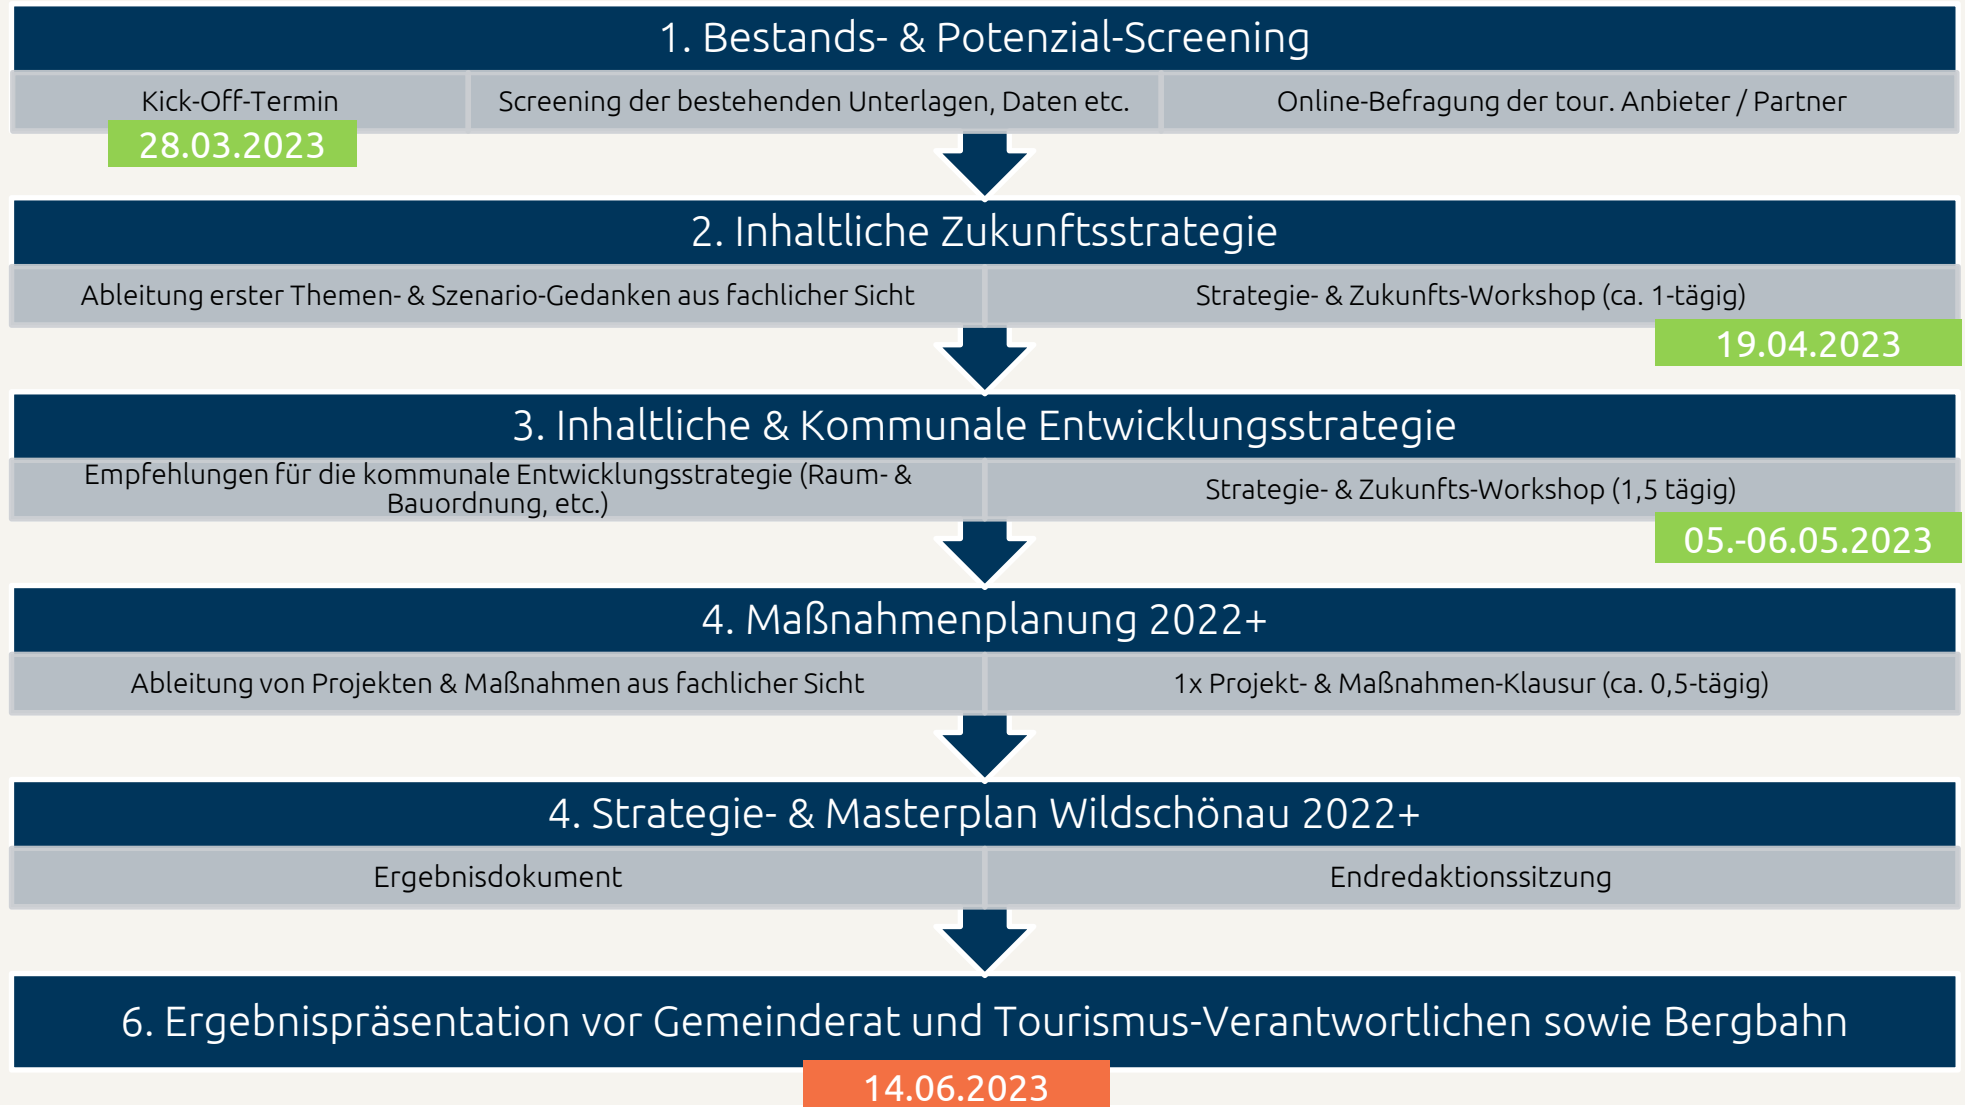 1. Bestands- & Potenzial-Screening
Kick-Off-Termin
Screening der bestehenden Unterlagen, Daten etc.
Online-Befragung der tour. Anbieter / Partner
28.03.2023
2. Inhaltliche Zukunftsstrategie
Ableitung erster Themen- & Szenario-Gedanken aus fachlicher Sicht
Strategie- & Zukunfts-Workshop (ca. 1-tägig)
19.04.2023
3. Inhaltliche & Kommunale Entwicklungsstrategie
Empfehlungen für die kommunale Entwicklungsstrategie (Raum- &
Bauordnung, etc.)
Strategie- & Zukunfts-Workshop (1,5 tägig)
05.-06.05.2023
4. Maßnahmenplanung 2022+
Ableitung von Projekten & Maßnahmen aus fachlicher Sicht
1x Projekt- & Maßnahmen-Klausur (ca. 0,5-tägig)
4. Strategie- & Masterplan Wildschönau 2022+
Ergebnisdokument
Endredaktionssitzung
6. Ergebnispräsentation vor Gemeinderat und Tourismus-Verantwortlichen sowie Bergbahn
14.06.2023